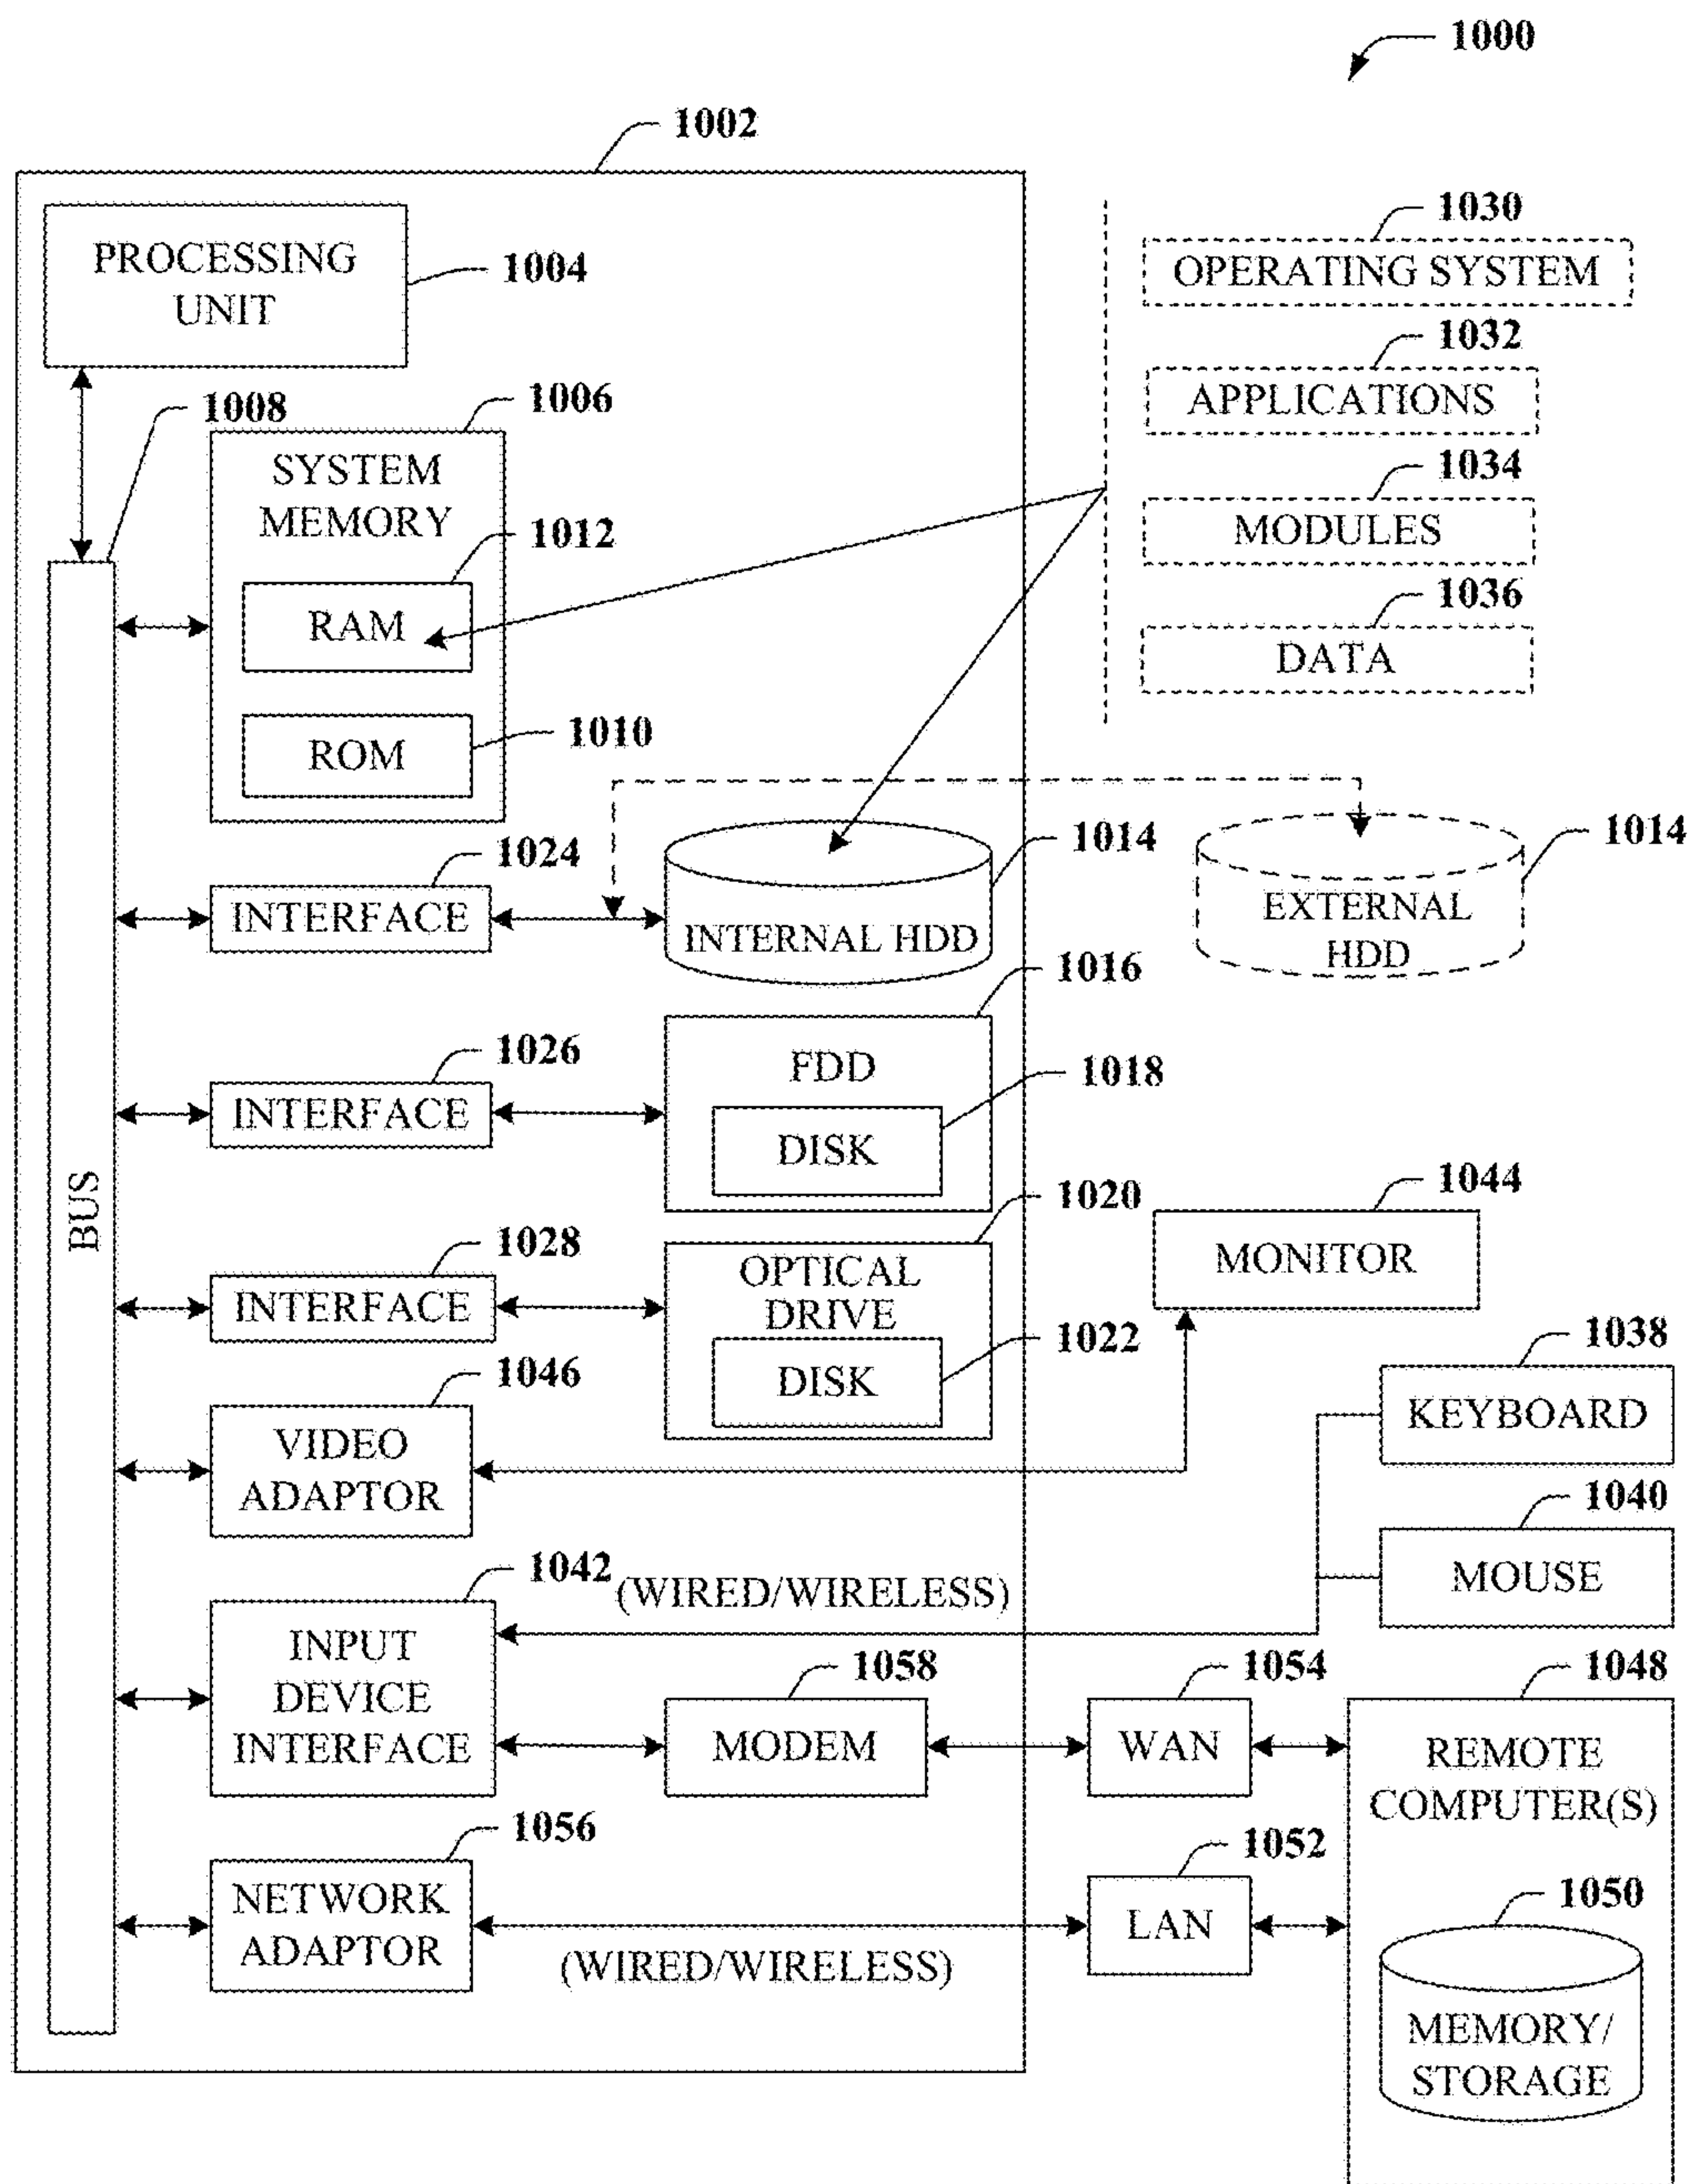 1000
1002
PROCESSING
UNIT
1004
1008
1006
SYSTEM
MEMORY
1012
RAM
1010
ROM
1030
OPERATING SYSTEM
1032
APPLICATIONS
1034
MODULES
1036
DATA
1024
INTERFACE
1014
INTERNAL HDD
1014
EXTERNAL
HDD
1016
1026
INTERFACE
FDD
1018
DISK
BUS
1020
1028
INTERFACE
OPTICAL
DRIVE
1022
DISK
1044
MONITOR
1038
KEYBOARD
1046
VIDEO
ADAPTOR
1040
MOUSE
1042
(WIRED/WIRELESS)
INPUT
DEVICE
INTERFACE
1058
MODEM
1054
WAN
1048
REMOTE
COMPUTER(S)
1056
NETWORK
ADAPTOR
(WIRED/WIRELESS)
1052
LAN
1050
MEMORY/
STORAGE